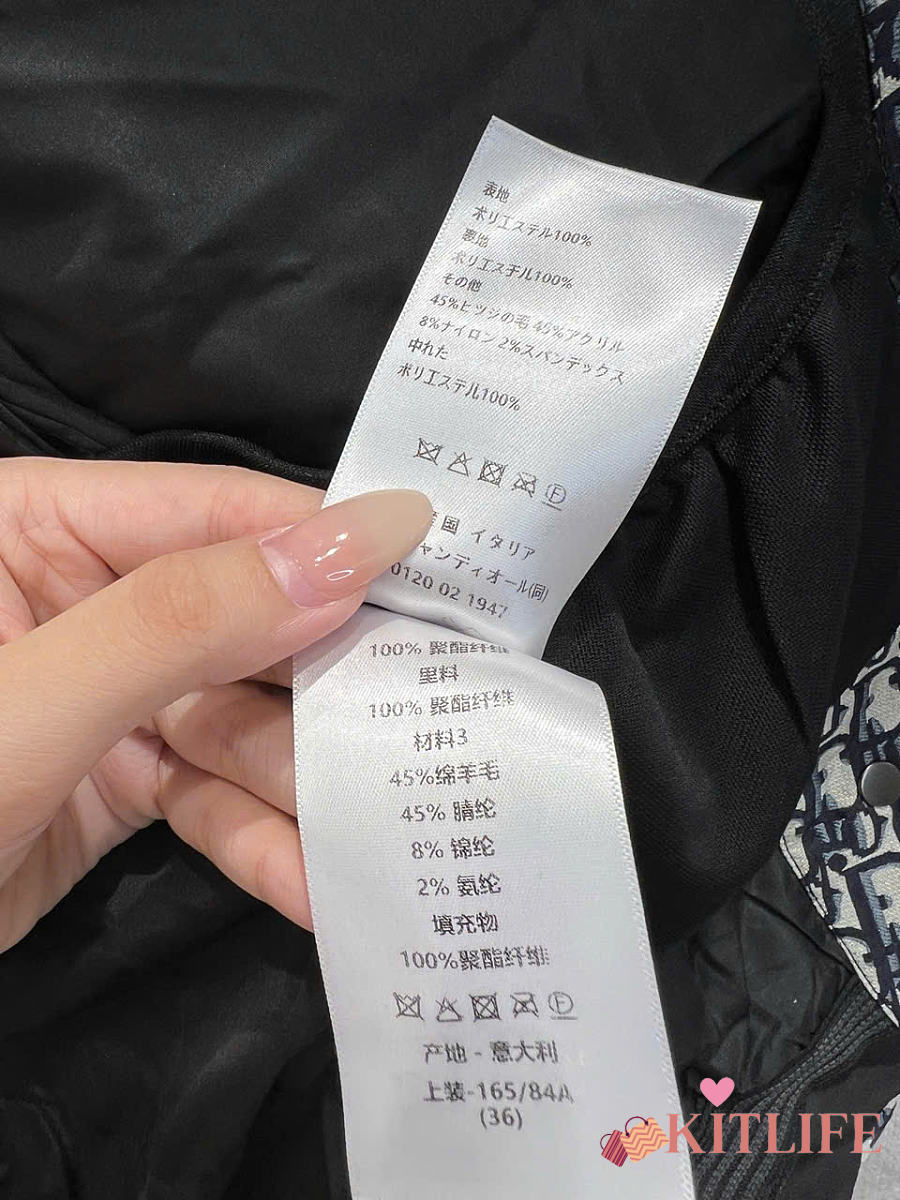 表地
ポリエステル100%
裏地
ポリエステル100%
その他
45%ヒツジの毛 45%アクリル
8%ナイロン 2%スパンデックス
中れた
ポリエステル100%
F
国 イタリア
ャンディオール(同)
0120 02 1947
100% 聚酯纤维
里料
100% 聚酯纤维
材料3
45%绵羊毛
45% 腈纶
8% 锦纶
2% 氨纶
填充物
100%聚酯纤维
F
产地 - 意大利
上装-165/84A
(36)
KITLIFE